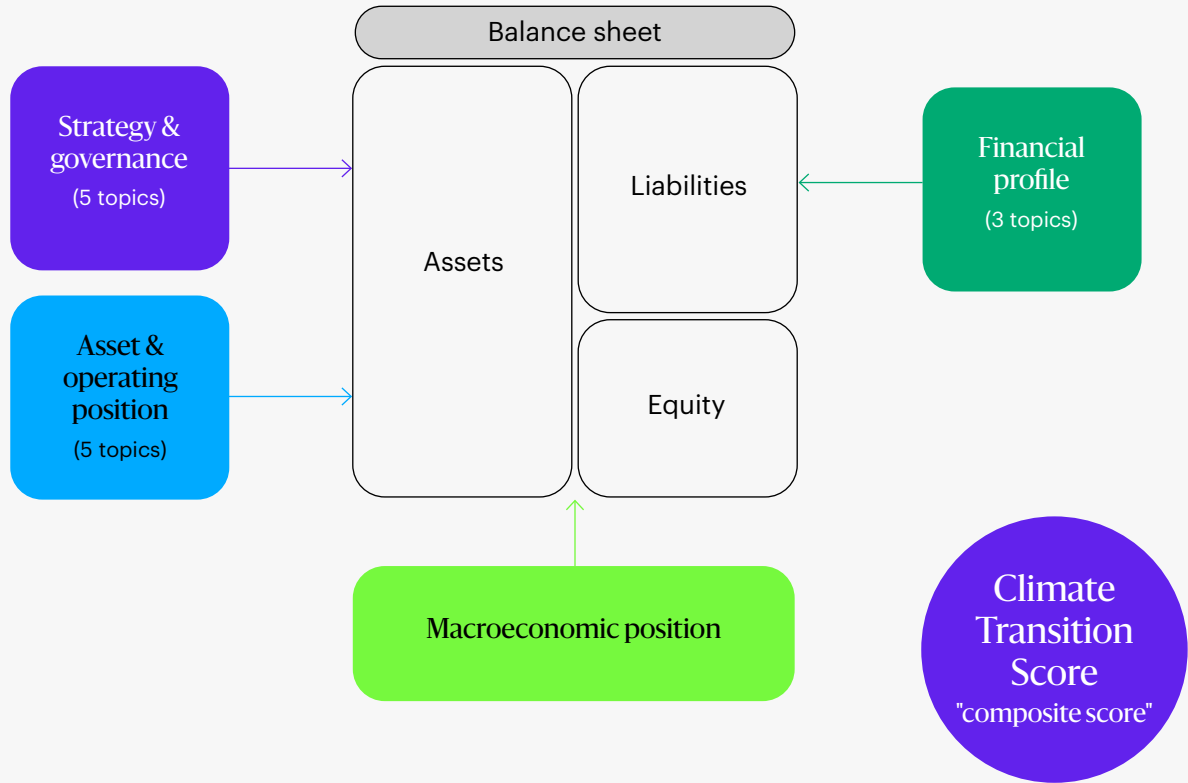 Balance sheet
Strategy &
governance
(5 topics)
Asset &
operating
position
(5 topics)
Assets
Liabilities
Equity
Financial
profile
(3 topics)
Macroeconomic position
Climate
Transition
Score
"composite score"